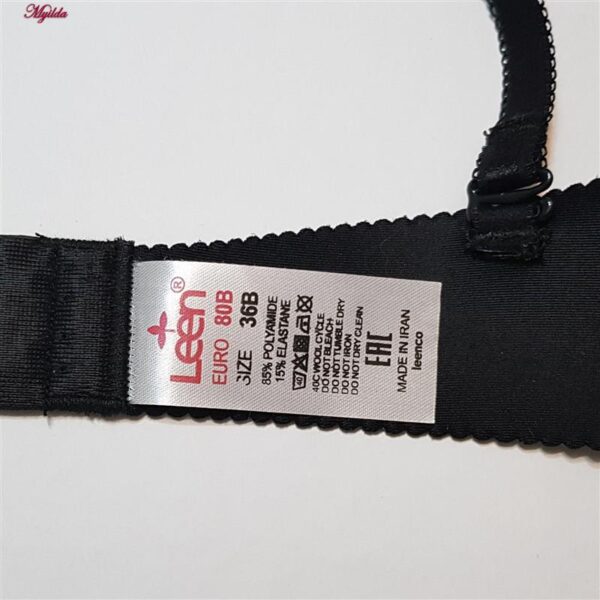 Myilda
Leen®
EURO 80B
SIZE 36B
85% POLYAMIDE
15% ELASTANE
40C WOOL CYCLE
DO NOT BLEACH
DO NOT TUMBLE DRY
DO NOT IRON
DO NOT DRY CLEAN
EAC
MADE IN IRAN
leenco